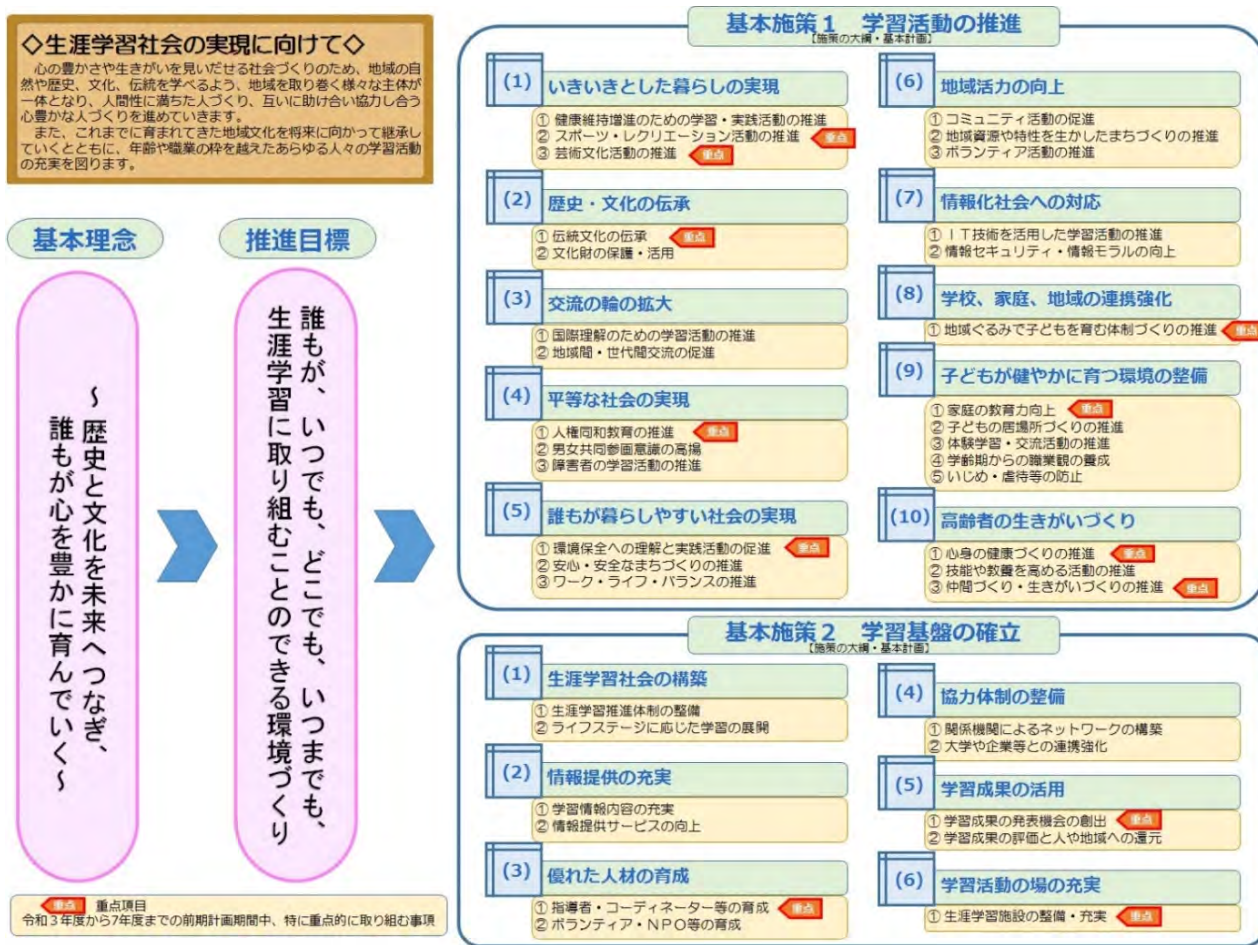 ◇生涯学習社会の実現に向けて◇
心の豊かさや生きがいを見いだせる社会づくりのため、地域の自
然や歴史、文化、伝統を学べるよう、地域を取り巻く様々な主体が
一体となり、人間性に満ちた人づくり、互いに助け合い協力し合う
心豊かな人づくりを進めていきます。
また、これまでに育まれてきた地域文化を将来に向かって継承し
ていくとともに、年齢や職業の枠を越えたあらゆる人々の学習活動
の充実を図ります。
基本理念
～歴史と文化を未来へつなぎ、
誰もが心を豊かに育んでいく～
推進目標
誰もが、いつでも、どこでも、いつまでも、
生涯学習に取り組むことのできる環境づくり
重点 重点項目
令和３年度から7年度までの前期計画期間中、特に重点的に取り組む事項
基本施策１ 学習活動の推進
【施策の大綱・基本計画】
(1) いきいきとした暮らしの実現
① 健康維持増進のための学習・実践活動の推進
② スポーツ・レクリエーション活動の推進 重点
③ 芸術文化活動の推進 重点
(2) 歴史・文化の伝承
① 伝統文化の伝承 重点
② 文化財の保護・活用
(3) 交流の輪の拡大
① 国際理解のための学習活動の推進
② 地域間・世代間交流の促進
(4) 平等な社会の実現
① 人権同和教育の推進 重点
② 男女共同参画意識の高揚
③ 障害者の学習活動の推進
(5) 誰もが暮らしやすい社会の実現
① 環境保全への理解と実践活動の促進 重点
② 安心・安全なまちづくりの推進
③ ワーク・ライフ・バランスの推進
(6) 地域活力の向上
① コミュニティ活動の促進
② 地域資源や特性を生かしたまちづくりの推進
③ ボランティア活動の推進
(7) 情報化社会への対応
① ＩＴ技術を活用した学習活動の推進
② 情報セキュリティ・情報モラルの向上
(8) 学校、家庭、地域の連携強化
① 地域ぐるみで子どもを育む体制づくりの推進 重点
(9) 子どもが健やかに育つ環境の整備
① 家庭の教育力向上 重点
② 子どもの居場所づくりの推進
③ 体験学習・交流活動の推進
④ 学齢期からの職業観の養成
⑤ いじめ・虐待等の防止
(10) 高齢者の生きがいづくり
① 心身の健康づくりの推進 重点
② 技能や教養を高める活動の推進
③ 仲間づくり・生きがいづくりの推進 重点
基本施策２ 学習基盤の確立
【施策の大綱・基本計画】
(1) 生涯学習社会の構築
① 生涯学習推進体制の整備
② ライフステージに応じた学習の展開
(2) 情報提供の充実
① 学習情報内容の充実
② 情報提供サービスの向上
(3) 優れた人材の育成
① 指導者・コーディネーター等の育成 重点
② ボランティア・ＮＰＯ等の育成
(4) 協力体制の整備
① 関係機関によるネットワークの構築
② 大学や企業等との連携強化
(5) 学習成果の活用
① 学習成果の発表機会の創出 重点
② 学習成果の評価と人や地域への還元
(6) 学習活動の場の充実
① 生涯学習施設の整備・充実 重点